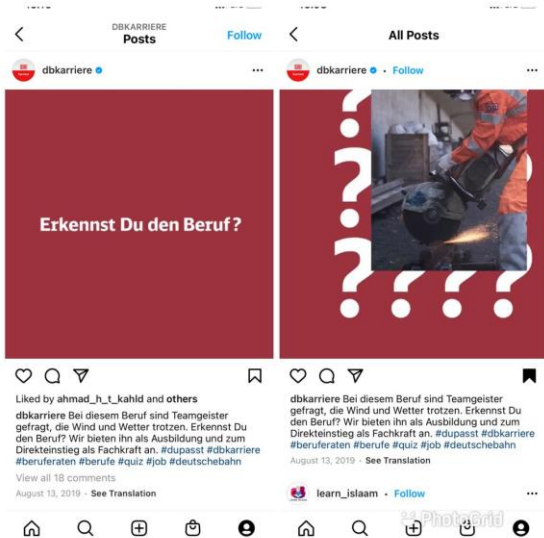 DBKARRIERE
Posts
Follow
dbkarriere
Erkennst Du den Beruf?
Liked by ahmad_h_t_kahld and others
dbkarriere Bei diesem Beruf sind Teamgeister
gefragt, die Wind und Wetter trotzen. Erkennst Du
den Beruf? Wir bieten ihn als Ausbildung und zum
Direkteinstieg als Fachkraft an. #dupasst #dbkarriere
#beruferaten #berufe #quiz #job #deutschebahn
View all 18 comments
August 13, 2019 · See Translation
All Posts
dbkarriere • Follow
? ? ? ? ? ?
dbkarriere Bei diesem Beruf sind Teamgeister
gefragt, die Wind und Wetter trotzen. Erkennst Du
den Beruf? Wir bieten ihn als Ausbildung und zum
Direkteinstieg als Fachkraft an. #dupasst #dbkarriere
#beruferaten #berufe #quiz #job #deutschebahn
August 13, 2019 · See Translation
learn_islaam • Follow
PhotoGrid